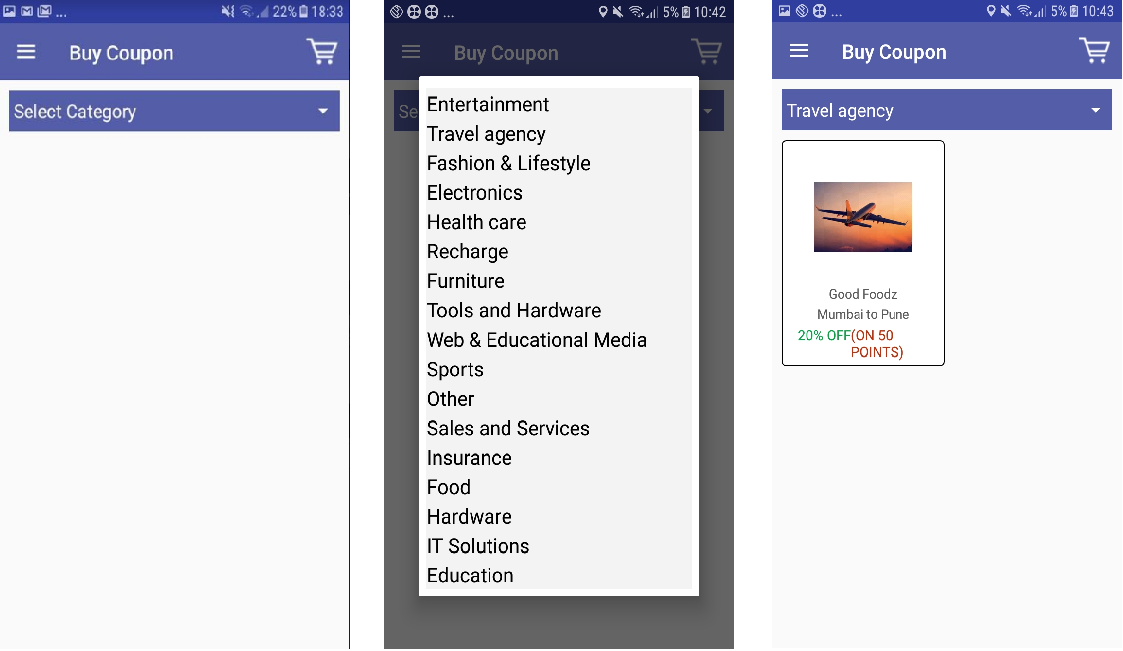 ... 22% 18:33
Buy Coupon
Select Category
... 5% 10:42
Buy Coupon
Se
Entertainment
Travel agency
Fashion & Lifestyle
Electronics
Health care
Recharge
Furniture
Tools and Hardware
Web & Educational Media
Sports
Other
Sales and Services
Insurance
Food
Hardware
IT Solutions
Education
... 5% 10:43
Buy Coupon
Travel agency
Good Foodz
Mumbai to Pune
20% OFF(ON 50
POINTS)